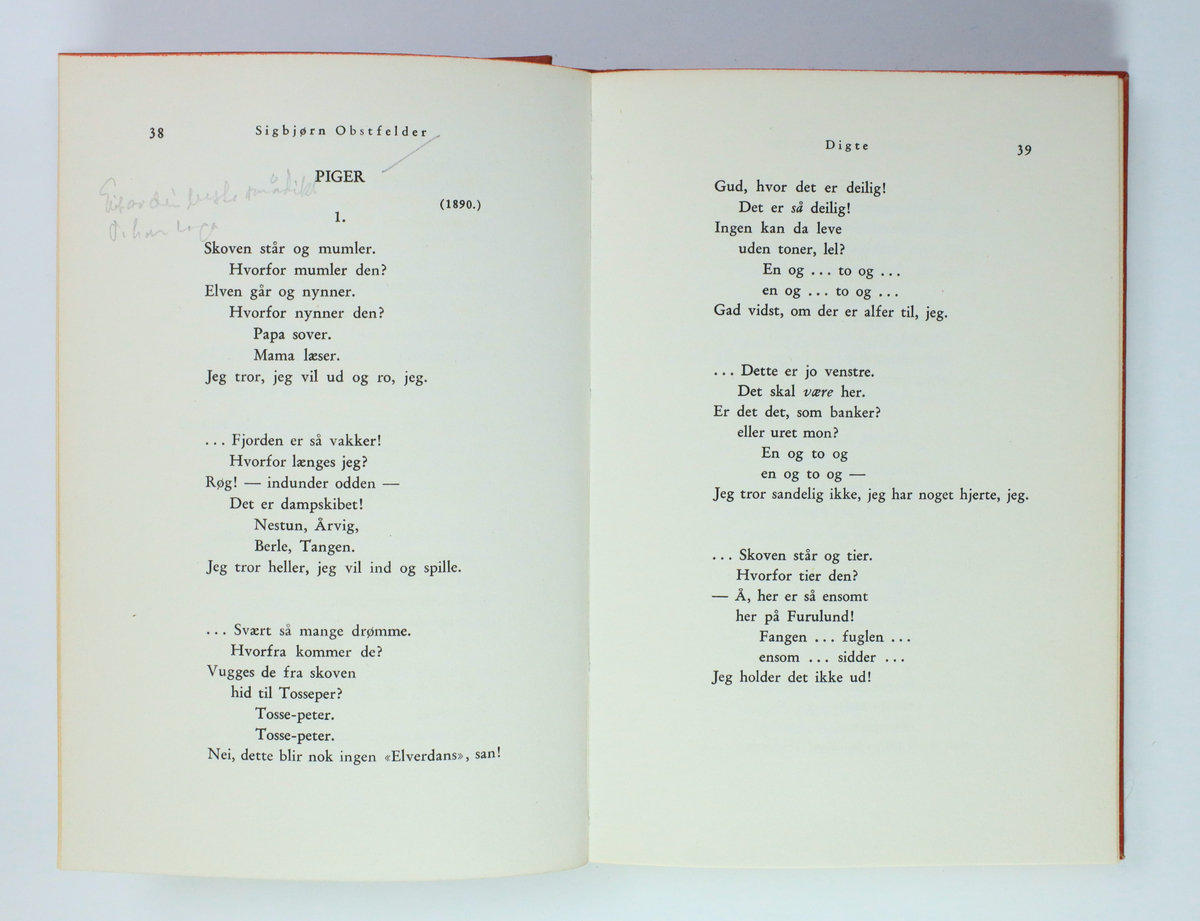 38
Sigbjørn Obstfelder
PIGER
(1890.)
1.
Skoven står og mumler.
Hvorfor mumler den?
Elven går og nynner.
Hvorfor nynner den?
Papa sover.
Mama læser.
Jeg tror, jeg vil ud og ro, jeg.
... Fjorden er så vakker!
Hvorfor længes jeg?
Røg! — indunder odden —
Det er dampskibet!
Nestun, Årvig,
Berle, Tangen.
Jeg tror heller, jeg vil ind og spille.
... Svært så mange drømme.
Hvorfra kommer de?
Vugges de fra skoven
hid til Tosseper?
Tosse-peter.
Tosse-peter.
Nei, dette blir nok ingen «Elverdans», san!
Digte
39
Gud, hvor det er deilig!
Det er så deilig!
Ingen kan da leve
uden toner, lel?
En og ... to og ...
en og ... to og ...
Gad vidst, om der er alfer til, jeg.
... Dette er jo venstre.
Det skal være her.
Er det det, som banker?
eller uret mon?
En og to og
en og to og —
Jeg tror sandelig ikke, jeg har noget hjerte, jeg.
... Skoven står og tier.
Hvorfor tier den?
— Å, her er så ensomt
her på Furulund!
Fangen ... fuglen ...
ensom ... sidder ...
Jeg holder det ikke ud!